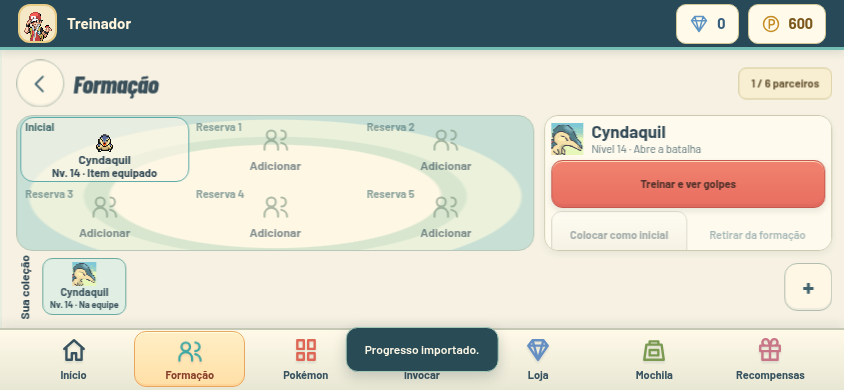 Treinador
0
600
Formação
1 / 6 parceiros
Inicial
Cyndaquil
Nv. 14 · Item equipado
Reserva 1
Adicionar
Reserva 2
Adicionar
Reserva 3
Adicionar
Reserva 4
Adicionar
Reserva 5
Adicionar
Cyndaquil
Nível 14 · Abre a batalha
Treinar e ver golpes
Colocar como inicial
Retirar da formação
Sua coleção
Cyndaquil
Nv. 14 · Na equipe
+
Progresso importado.
Início
Formação
Pokémon
Invocar
Loja
Mochila
Recompensas